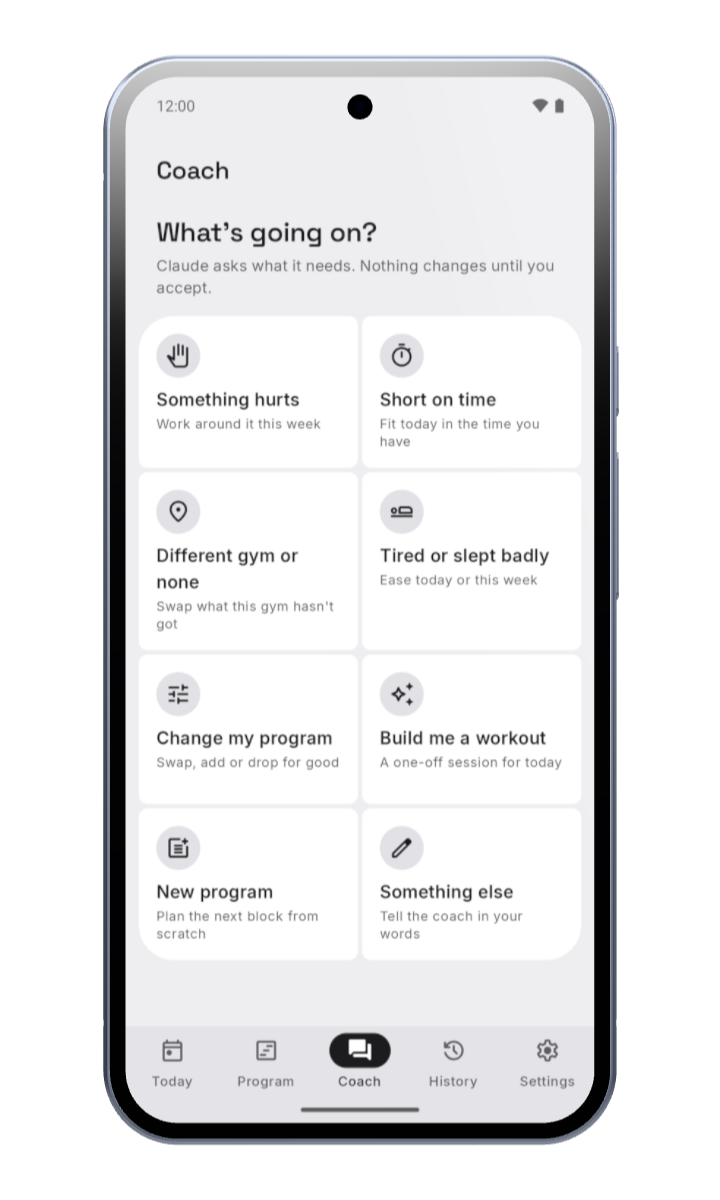 12:00
Coach
What's going on?
Claude asks what it needs. Nothing changes until you
accept.
Something hurts
Work around it this week
Short on time
Fit today in the time you
have
Different gym or
none
Swap what this gym hasn't
got
Tired or slept badly
Ease today or this week
Change my program
Swap, add or drop for good
Build me a workout
A one-off session for today
New program
Plan the next block from
scratch
Something else
Tell the coach in your
words
Today
Program
Coach
History
Settings